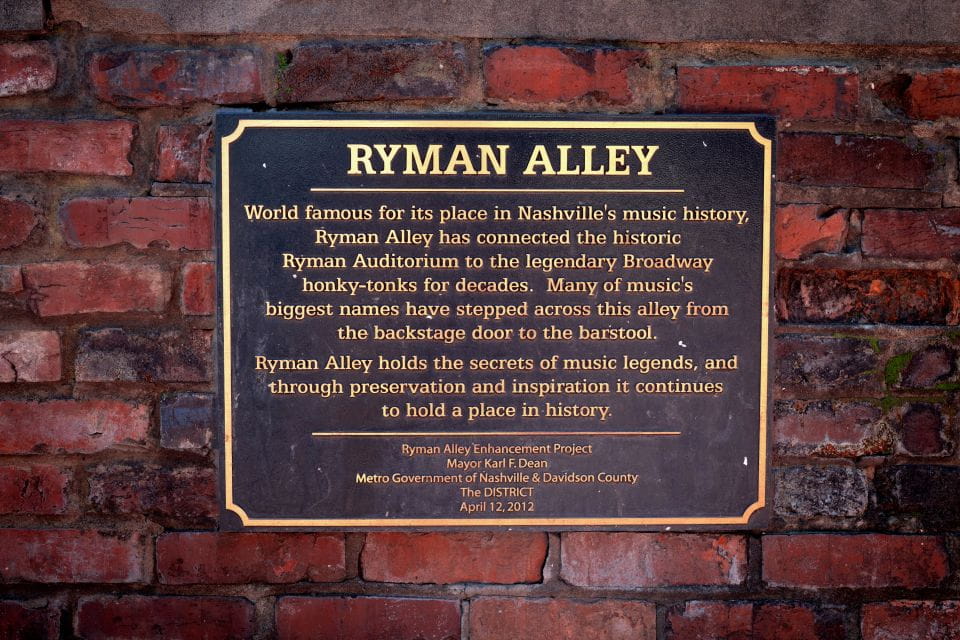 RYMAN ALLEY
World famous for its place in Nashville's music history,
Ryman Alley has connected the historic
Ryman Auditorium to the legendary Broadway
honky-tonks for decades. Many of music's
biggest names have stepped across this alley from
the backstage door to the barstool.
Ryman Alley holds the secrets of music legends, and
through preservation and inspiration it continues
to hold a place in history.
Ryman Alley Enhancement Project
Mayor Karl F. Dean
Metro Government of Nashville & Davidson County
The DISTRICT
April 12, 2012